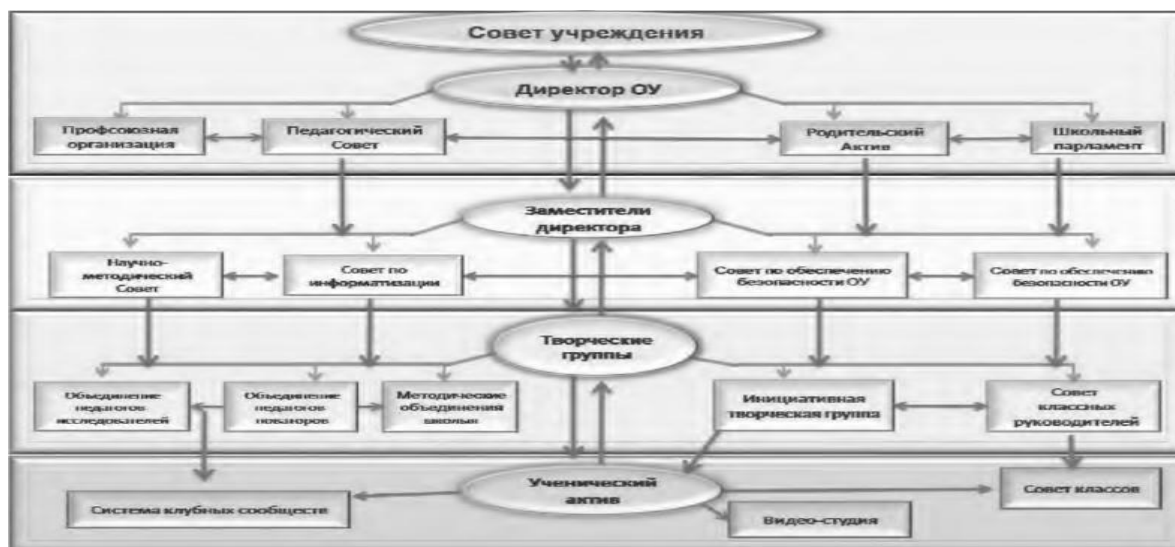 Совет учреждения
Директор ОУ
Профсоюзная
организация
Педагогический
Совет
Родительский
Актив
Школьный
парламент
Заместители
директора
Научно-
методический
Совет
Совет по
информатизации
Совет по обеспечению
безопасности ОУ
Совет по обеспечению
безопасности ОУ
Творческие
группы
Объединение
педагогов
исследователей
Объединение
педагогов
новаторов
Методические
объединения
школы
Инициативная
творческая группа
Совет
классных
руководителей
Ученический
актив
Система клубных сообществ
Видео-студия
Совет классов